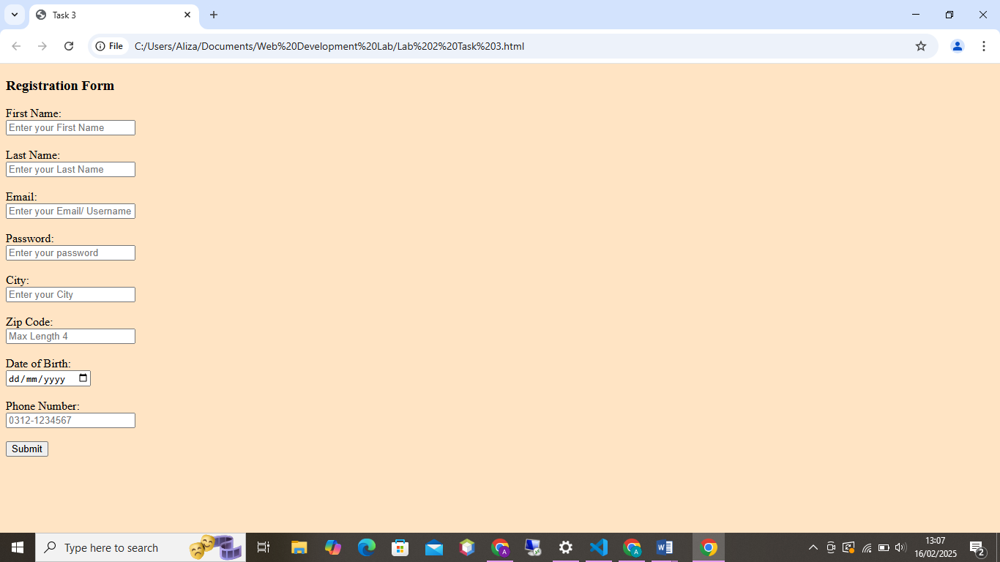 Task 3
File
C:/Users/Aliza/Documents/Web%20Development%20Lab/Lab%202%20Task%203.html
Registration Form
First Name:
Enter your First Name
Last Name:
Enter your Last Name
Email:
Enter your Email/ Username
Password:
Enter your password
City:
Enter your City
Zip Code:
Max Length 4
Date of Birth:
dd/mm/yyyy
Phone Number:
0312-1234567
Submit
Type here to search
A
A
W
13:07
16/02/2025
2